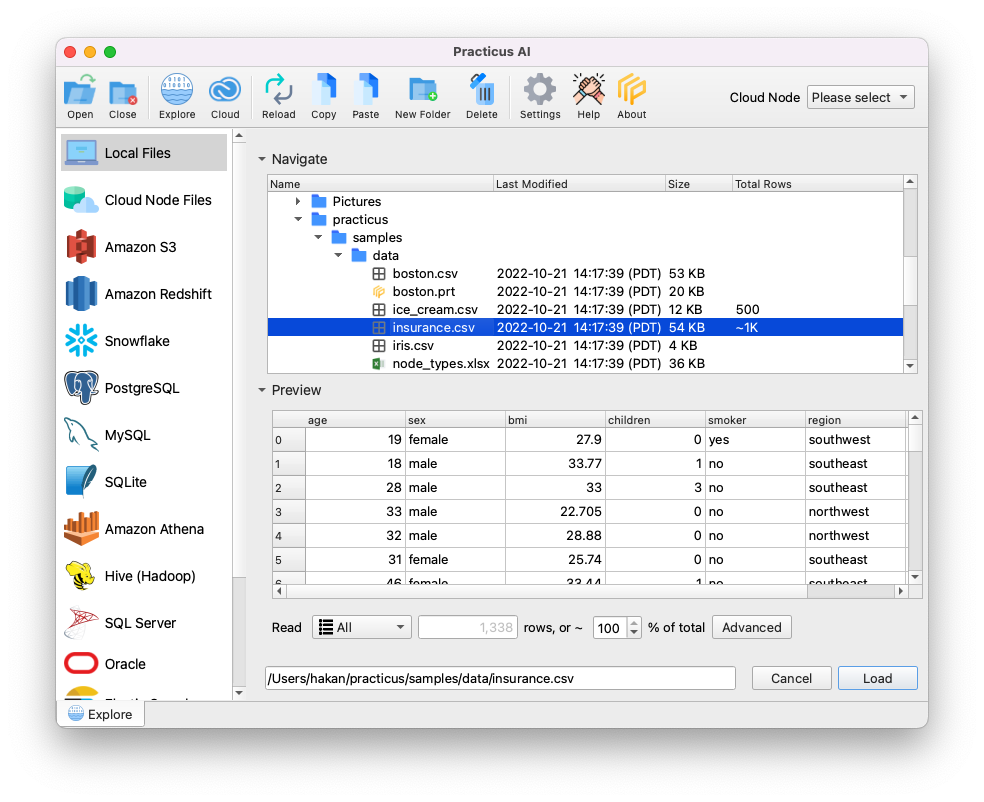 Practicus AI
Open Close Explore Cloud Reload Copy Paste New Folder Delete Settings Help About Cloud Node Please select
Local Files
Cloud Node Files
Amazon S3
Amazon Redshift
Snowflake
PostgreSQL
MySQL
SQLite
Amazon Athena
Hive (Hadoop)
SQL Server
Oracle
Navigate
Name Last Modified Size Total Rows
Pictures
practicus
samples
data
boston.csv 2022-10-21 14:17:39 (PDT) 53 KB
boston.prt 2022-10-21 14:17:39 (PDT) 20 KB
ice_cream.csv 2022-10-21 14:17:39 (PDT) 12 KB 500
insurance.csv 2022-10-21 14:17:39 (PDT) 54 KB ~1K
iris.csv 2022-10-21 14:17:39 (PDT) 4 KB
node_types.xlsx 2022-10-21 14:17:39 (PDT) 36 KB
Preview
age sex bmi children smoker region
0 19 female 27.9 0 yes southwest
1 18 male 33.77 1 no southeast
2 28 male 33 3 no southeast
3 33 male 22.705 0 no northwest
4 32 male 28.88 0 no northwest
5 31 female 25.74 0 no southeast
6 46 female 33.44 1 no southeast
Read All 1,338 rows, or ~ 100 % of total Advanced
/Users/hakan/practicus/samples/data/insurance.csv Cancel Load
Explore